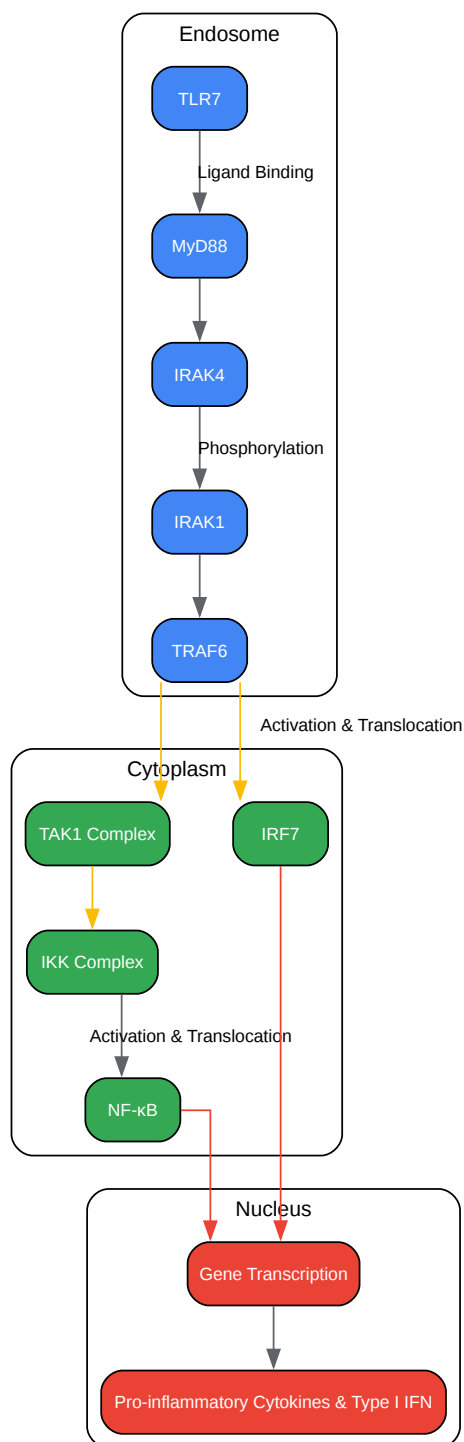 Endosome
TLR7
Ligand Binding
MyD88
IRAK4
Phosphorylation
IRAK1
TRAF6
Activation & Translocation
Cytoplasm
TAK1 Complex
IRF7
IKK Complex
Activation & Translocation
NF-κB
Nucleus
Gene Transcription
Pro-inflammatory Cytokines & Type I IFN